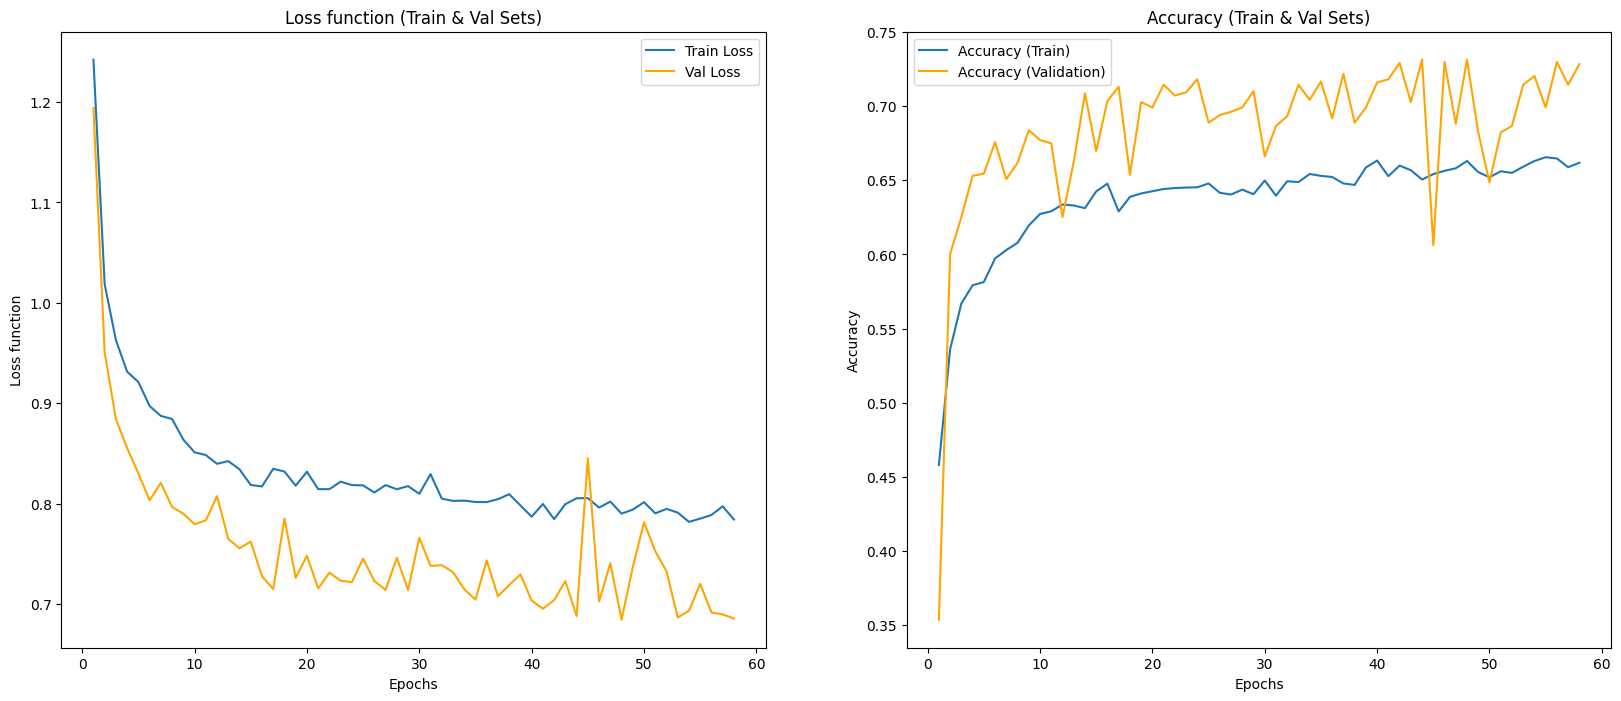 Loss function (Train & Val Sets)
Train Loss
Val Loss
1.2
1.1
1.0
0.9
0.8
0.7
Loss function
0
10
20
30
40
50
60
Epochs
Accuracy (Train & Val Sets)
Accuracy (Train)
Accuracy (Validation)
0.75
0.70
0.65
0.60
0.55
0.50
0.45
0.40
0.35
Accuracy
0
10
20
30
40
50
60
Epochs